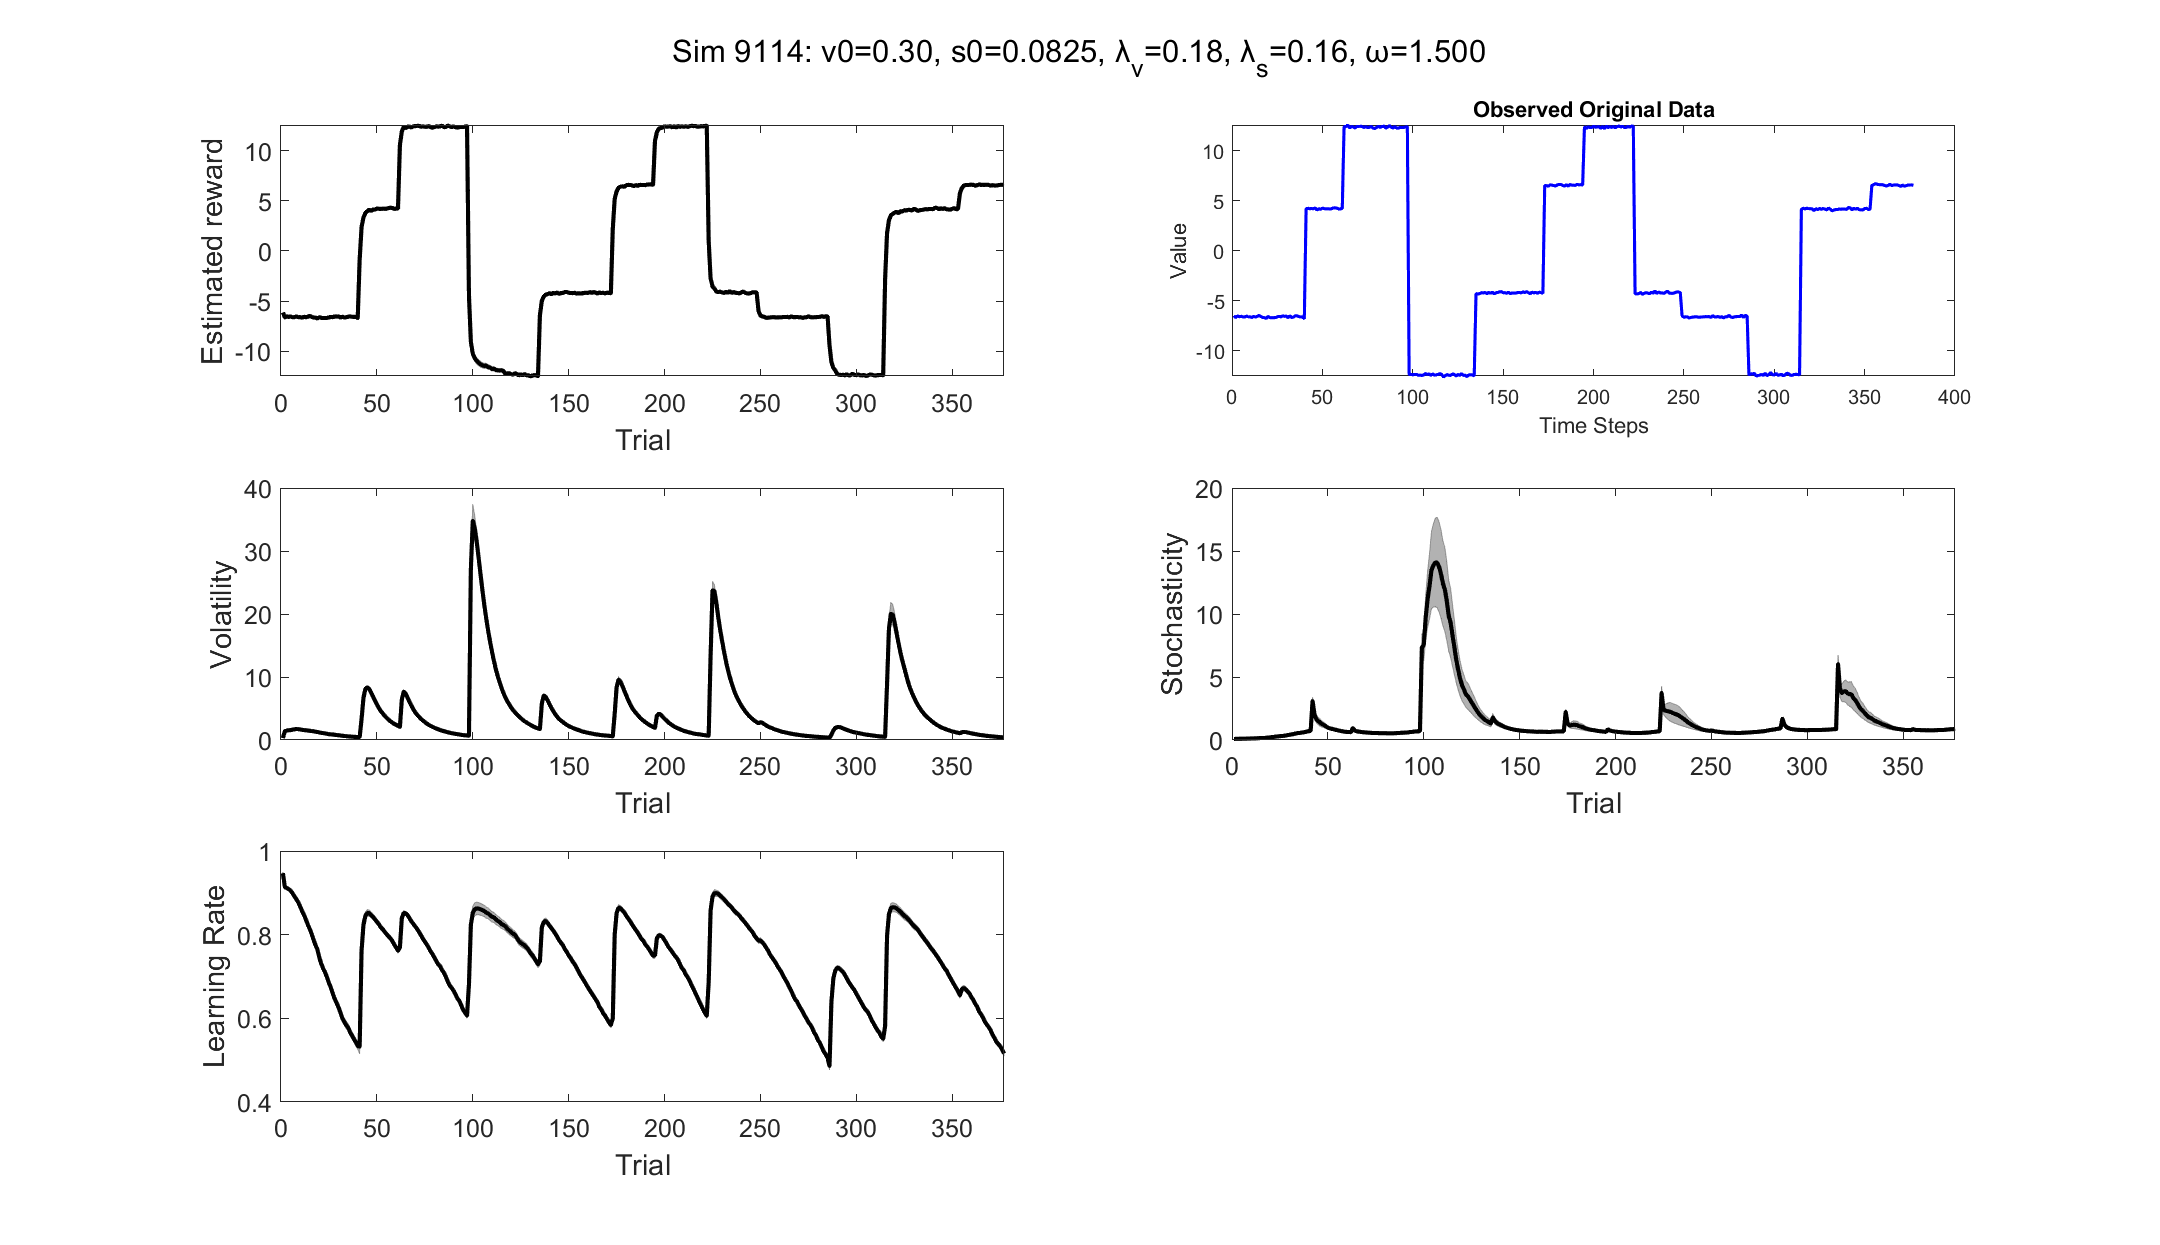 Sim 9114: v0=0.30, s0=0.0825, λ_v=0.18, λ_s=0.16, ω=1.500
Estimated reward
10
5
0
-5
-10
0 50 100 150 200 250 300 350
Trial
Observed Original Data
Value
10
5
0
-5
-10
0 50 100 150 200 250 300 350 400
Time Steps
Volatility
40
30
20
10
0
0 50 100 150 200 250 300 350
Trial
Stochasticity
20
15
10
5
0
0 50 100 150 200 250 300 350
Trial
Learning Rate
1
0.8
0.6
0.4
0 50 100 150 200 250 300 350
Trial